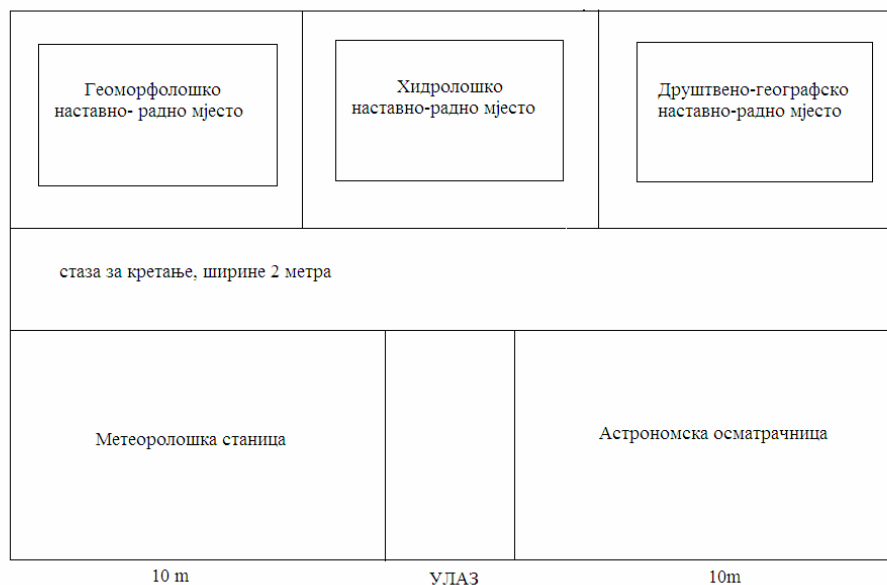 Геоморфолошко
наставно- радно мјесто
Хидролошко
наставно-радно мјесто
Друштвено-географско
наставно-радно мјесто
стаза за кретање, ширине 2 метра
Метеоролошка станица
Астрономска осматрачница
10 m
УЛАЗ
10m